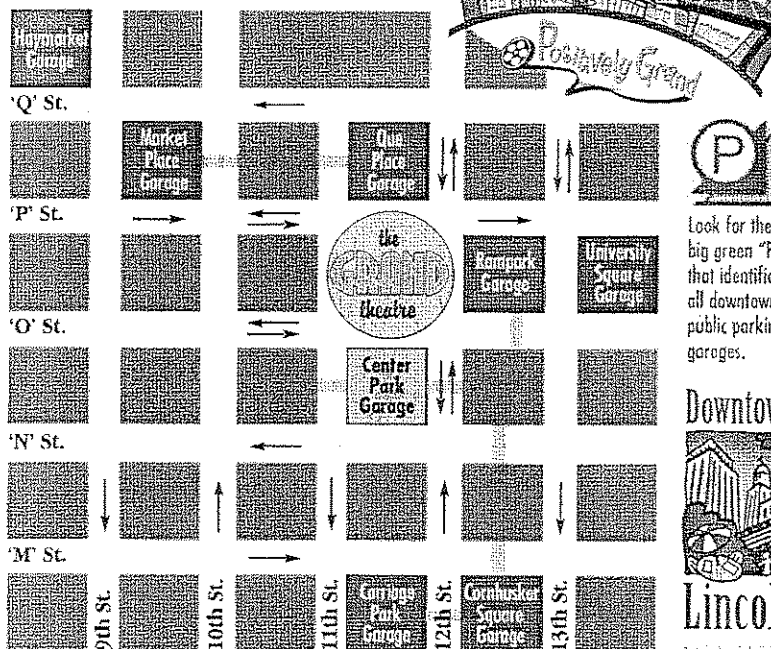 Haymarket
Garage
Positively Grand
'Q' St.
Market
Place
Garage
Que
Place
Garage
P
'P' St.
the
GRAND
theatre
Rampark
Garage
University
Square
Garage
Look for the
big green "P"
that identifies
all downtown
public parking
garages.
'O' St.
Center
Park
Garage
'N' St.
Downtow
'M' St.
9th St.
10th St.
11th St.
Carriage
Park
Garage
12th St.
Cornhusker
Square
Garage
13th St.
Lincol